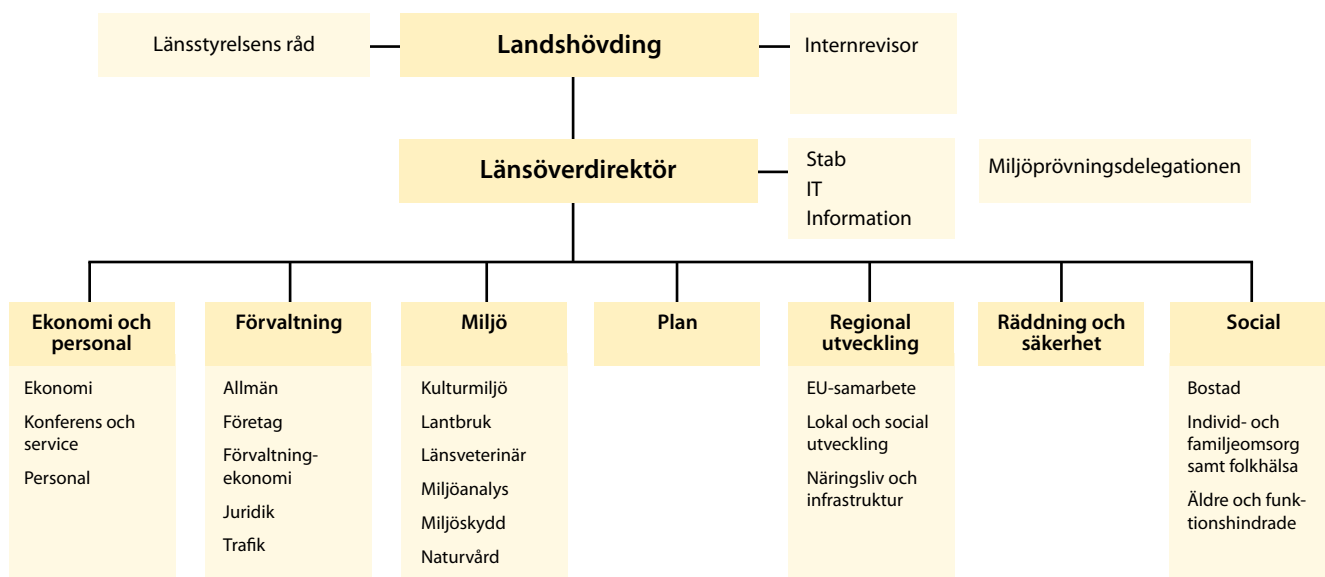 Länsstyrelsens råd
Landshövding
Internrevisor
Länsöverdirektör
Stab
IT
Information
Miljöprövningsdelegationen
Ekonomi och
personal
Ekonomi
Konferens och
service
Personal
Förvaltning
Allmän
Företag
Förvaltning-
ekonomi
Juridik
Trafik
Miljö
Kulturmiljö
Lantbruk
Länsveterinär
Miljöanalys
Miljöskydd
Naturvård
Plan
Regional
utveckling
EU-samarbete
Lokal och social
utveckling
Näringsliv och
infrastruktur
Räddning och
säkerhet
Social
Bostad
Individ- och
familjeomsorg
samt folkhälsa
Äldre och funk-
tionshindrade